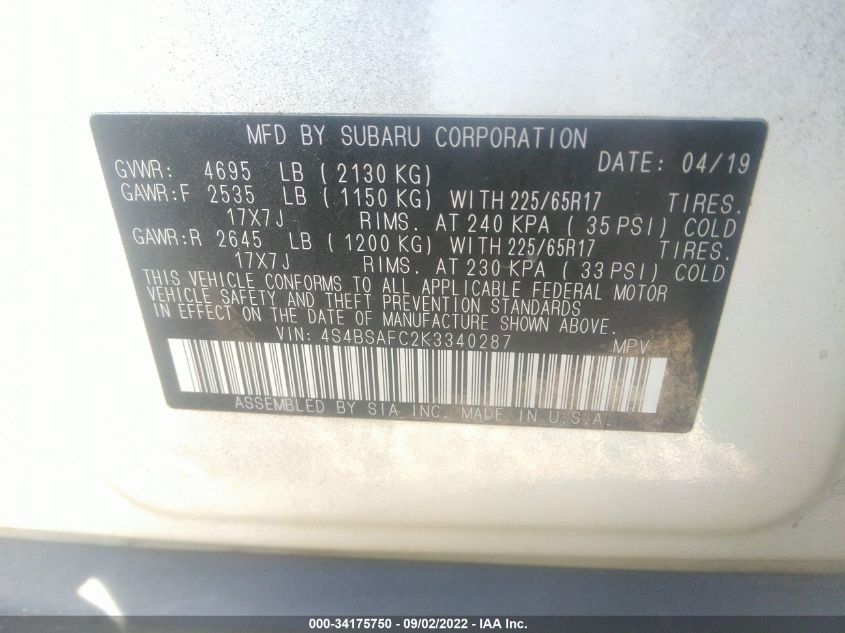 MFD BY SUBARU CORPORATION
DATE: 04/19
GVWR: 4695 LB ( 2130 KG)
GAWR:F 2535 LB ( 1150 KG) WITH 225/65R17 TIRES.
17X7J RIMS. AT 240 KPA ( 35 PSI) COLD
GAWR:R 2645 LB ( 1200 KG) WITH 225/65R17 TIRES.
17X7J RIMS. AT 230 KPA ( 33 PSI) COLD
THIS VEHICLE CONFORMS TO ALL APPLICABLE FEDERAL MOTOR
VEHICLE SAFETY AND THEFT PREVENTION STANDARDS
IN EFFECT ON THE DATE OF MANUFACTURE SHOWN ABOVE.
VIN: 4S4BSAFC2K3340287 MPV
ASSEMBLED BY SIA INC. MADE IN U.S.A.
000-34175750 - 09/02/2022 - IAA Inc.